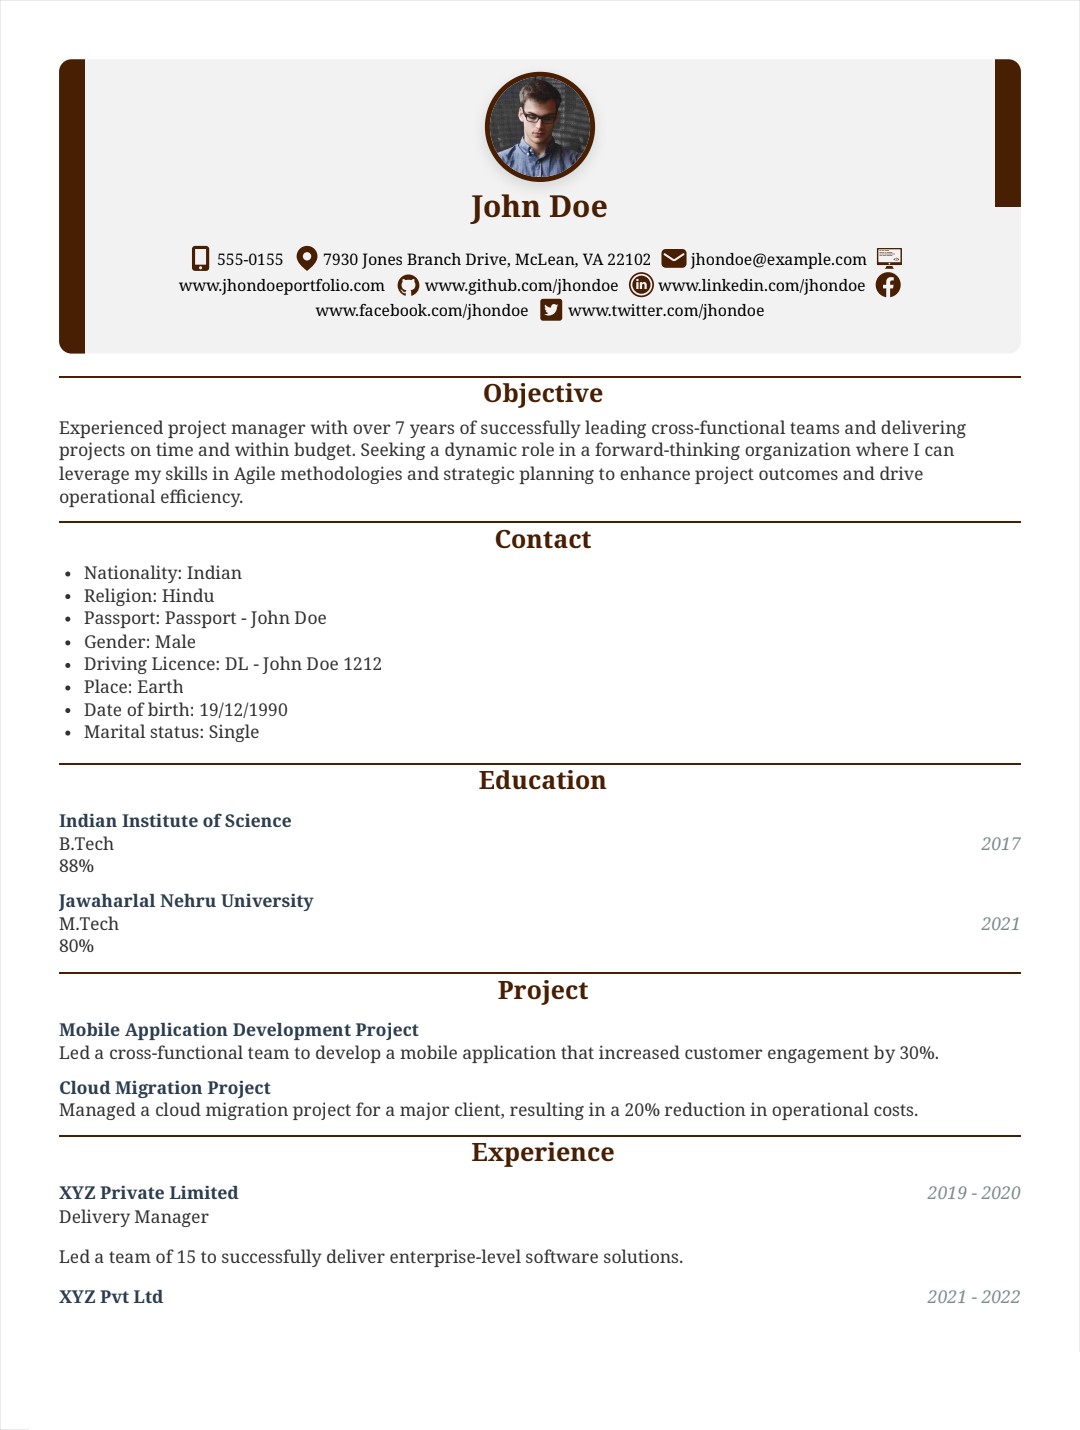 John Doe
555-0155 7930 Jones Branch Drive, McLean, VA 22102 jhondoe@example.com
www.jhondoeportfolio.com www.github.com/jhondoe www.linkedin.com/jhondoe
www.facebook.com/jhondoe www.twitter.com/jhondoe
Objective
Experienced project manager with over 7 years of successfully leading cross-functional teams and delivering
projects on time and within budget. Seeking a dynamic role in a forward-thinking organization where I can
leverage my skills in Agile methodologies and strategic planning to enhance project outcomes and drive
operational efficiency.
Contact
• Nationality: Indian
• Religion: Hindu
• Passport: Passport - John Doe
• Gender: Male
• Driving Licence: DL - John Doe 1212
• Place: Earth
• Date of birth: 19/12/1990
• Marital status: Single
Education
Indian Institute of Science
B.Tech 2017
88%
Jawaharlal Nehru University
M.Tech 2021
80%
Project
Mobile Application Development Project
Led a cross-functional team to develop a mobile application that increased customer engagement by 30%.
Cloud Migration Project
Managed a cloud migration project for a major client, resulting in a 20% reduction in operational costs.
Experience
XYZ Private Limited 2019 - 2020
Delivery Manager
Led a team of 15 to successfully deliver enterprise-level software solutions.
XYZ Pvt Ltd 2021 - 2022